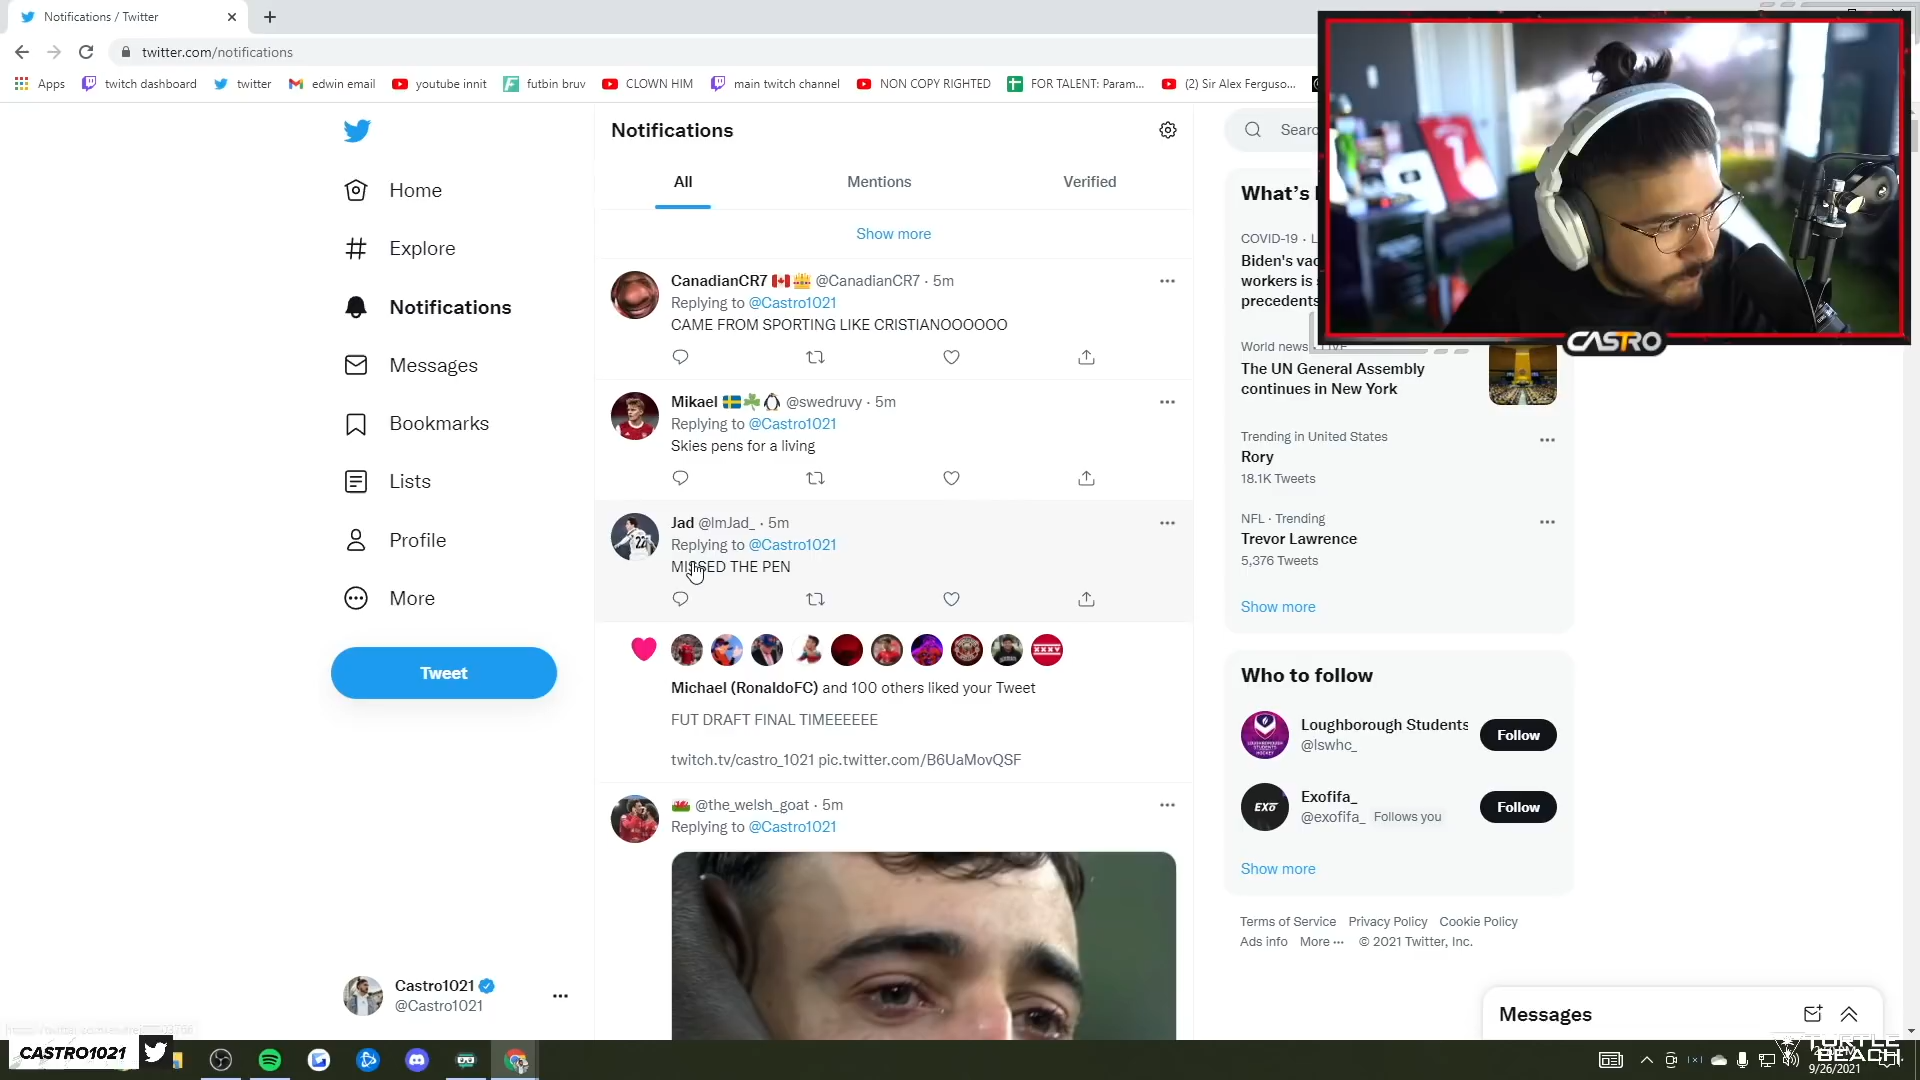 Notifications / Twitter
twitter.com/notifications
Apps
twitch dashboard
twitter
edwin email
youtube innit
futbin bruv
CLOWN HIM
main twitch channel
NON COPY RIGHTED
FOR TALENT: Param...
(2) Sir Alex Ferguso...
Home
Explore
Notifications
Messages
Bookmarks
Lists
Profile
More
Tweet
Castro1021
@Castro1021
Notifications
All
Mentions
Verified
Show more
CanadianCR7 🇨🇦👑 @CanadianCR7 · 5m
Replying to @Castro1021
CAME FROM SPORTING LIKE CRISTIANOOOOOO
Mikael 🇸🇪☘️🐧 @swedruvy · 5m
Replying to @Castro1021
Skies pens for a living
Jad @ImJad_ · 5m
Replying to @Castro1021
MISSED THE PEN
XXXV
Michael (RonaldoFC) and 100 others liked your Tweet
FUT DRAFT FINAL TIMEEEEEE
twitch.tv/castro_1021 pic.twitter.com/B6UaMovQSF
@the_welsh_goat · 5m
Replying to @Castro1021
What's
COVID-19 ·
Biden's
workers is
precedents
World news
The UN General Assembly
continues in New York
Trending in United States
Rory
18.1K Tweets
NFL · Trending
Trevor Lawrence
5,376 Tweets
Show more
Who to follow
Loughborough Students
@lswhc_
Follow
EXO
Exofifa_
@exofifa_ Follows you
Follow
Show more
Terms of Service Privacy Policy Cookie Policy
Ads info More ··· © 2021 Twitter, Inc.
Messages
CASTRO
CASTRO1021
TURTLE
BEACH
9/26/2021